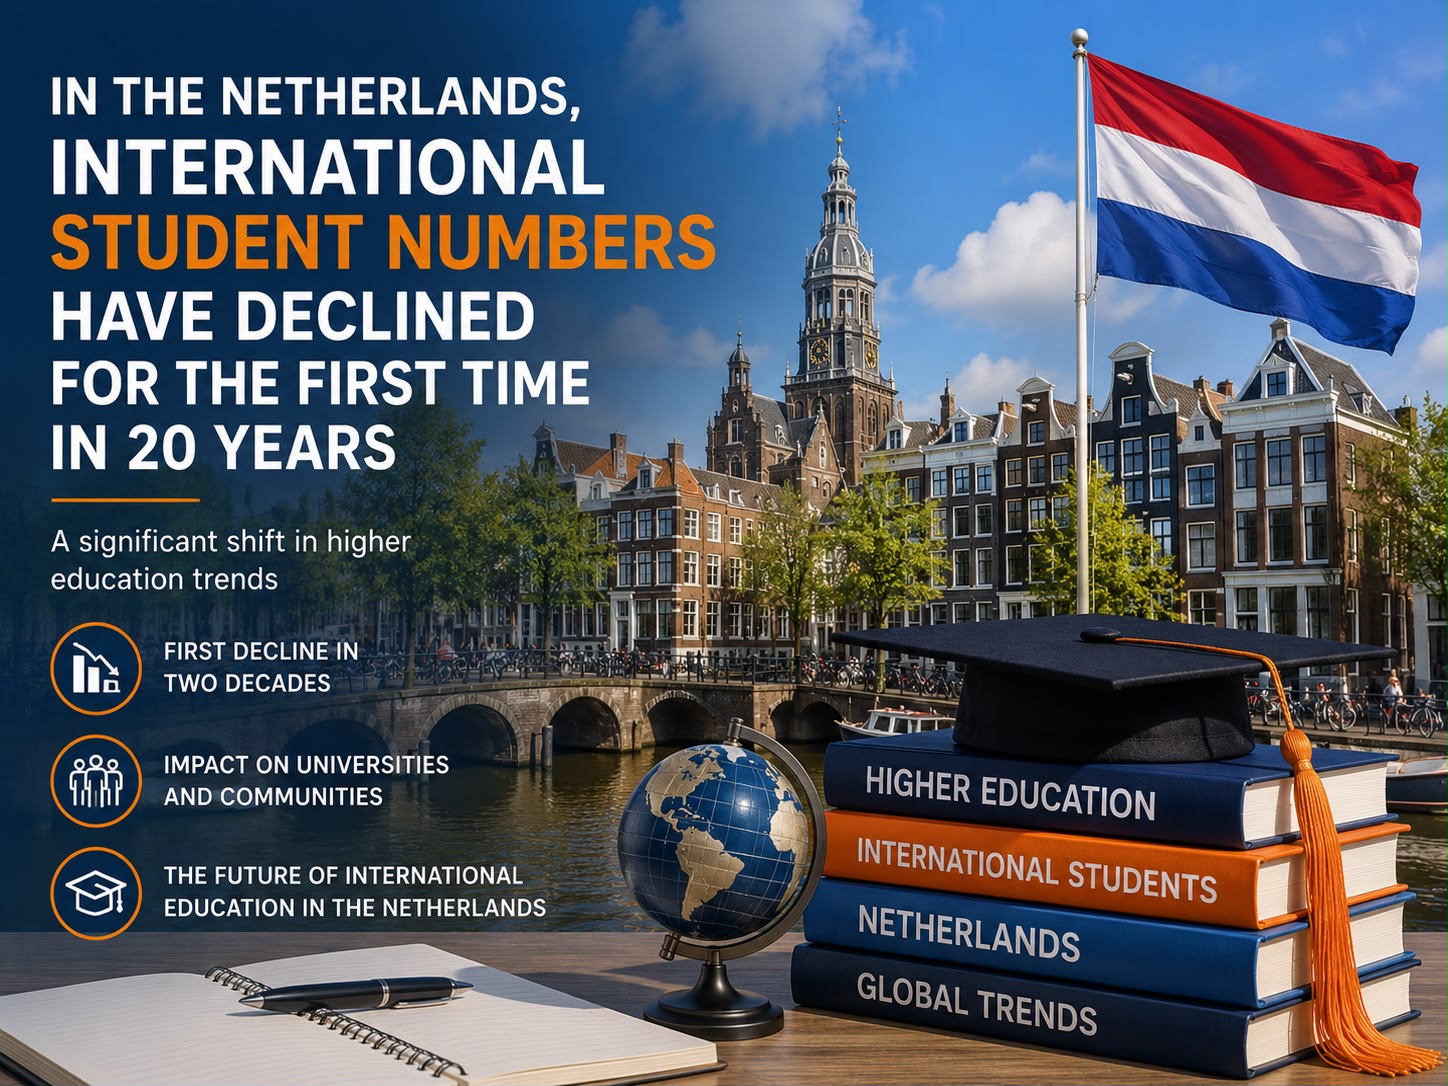 IN THE NETHERLANDS,
INTERNATIONAL
STUDENT NUMBERS
HAVE DECLINED
FOR THE FIRST TIME
IN 20 YEARS
A significant shift in higher
education trends
FIRST DECLINE IN
TWO DECADES
IMPACT ON UNIVERSITIES
AND COMMUNITIES
THE FUTURE OF INTERNATIONAL
EDUCATION IN THE NETHERLANDS
HIGHER EDUCATION
INTERNATIONAL STUDENTS
NETHERLANDS
GLOBAL TRENDS